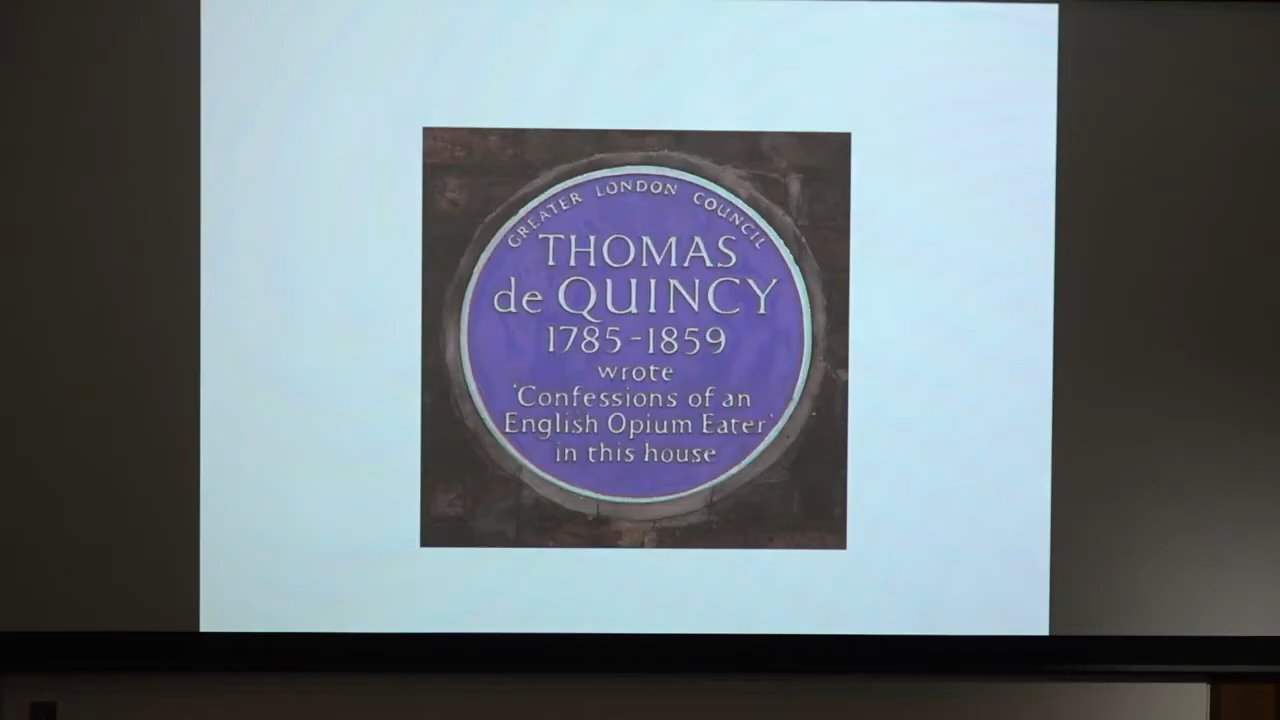 GREATER LONDON COUNCIL
THOMAS
de QUINCY
1785-1859
wrote
'Confessions of an
English Opium Eater'
in this house